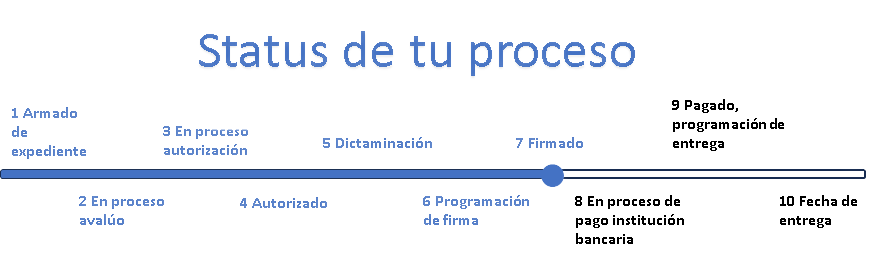 Status de tu proceso
1 Armado
de
expediente
2 En proceso
avalúo
3 En proceso
autorización
4 Autorizado
5 Dictaminación
6 Programación
de firma
7 Firmado
8 En proceso de
pago institución
bancaria
9 Pagado,
programación de
entrega
10 Fecha de
entrega